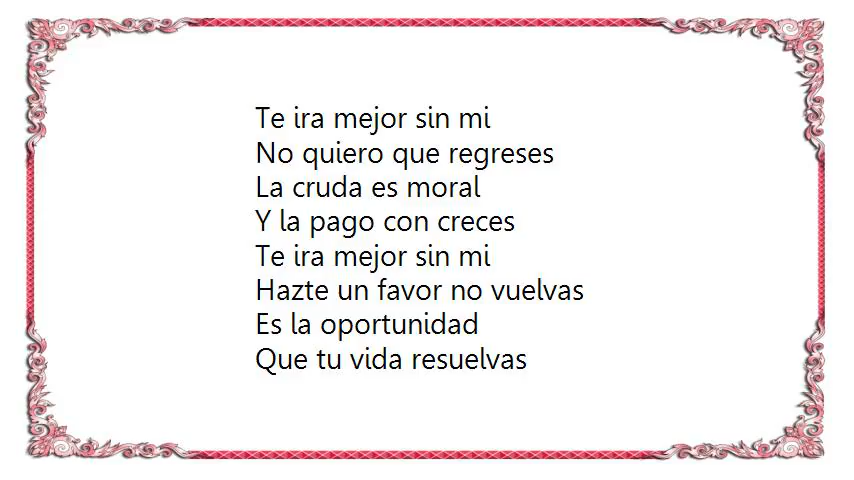 Te ira mejor sin mi
No quiero que regreses
La cruda es moral
Y la pago con creces
Te ira mejor sin mi
Hazte un favor no vuelvas
Es la oportunidad
Que tu vida resuelvas